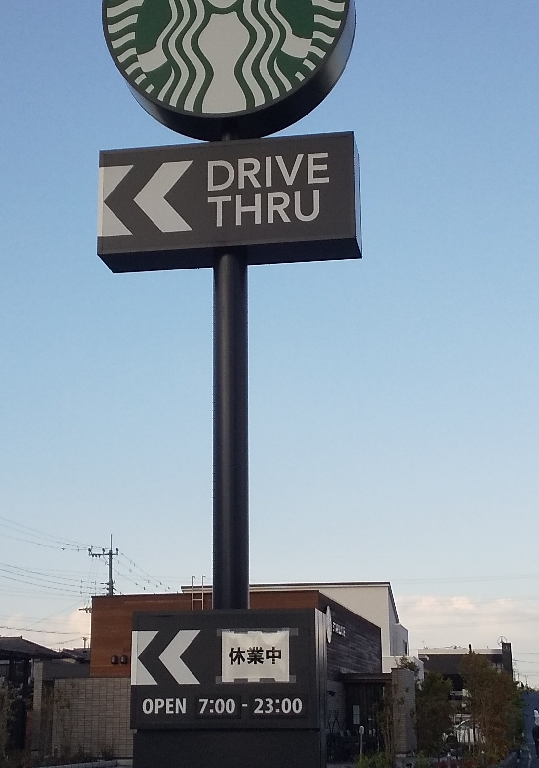 DRIVE
THRU
休業中
OPEN 7:00 - 23:00